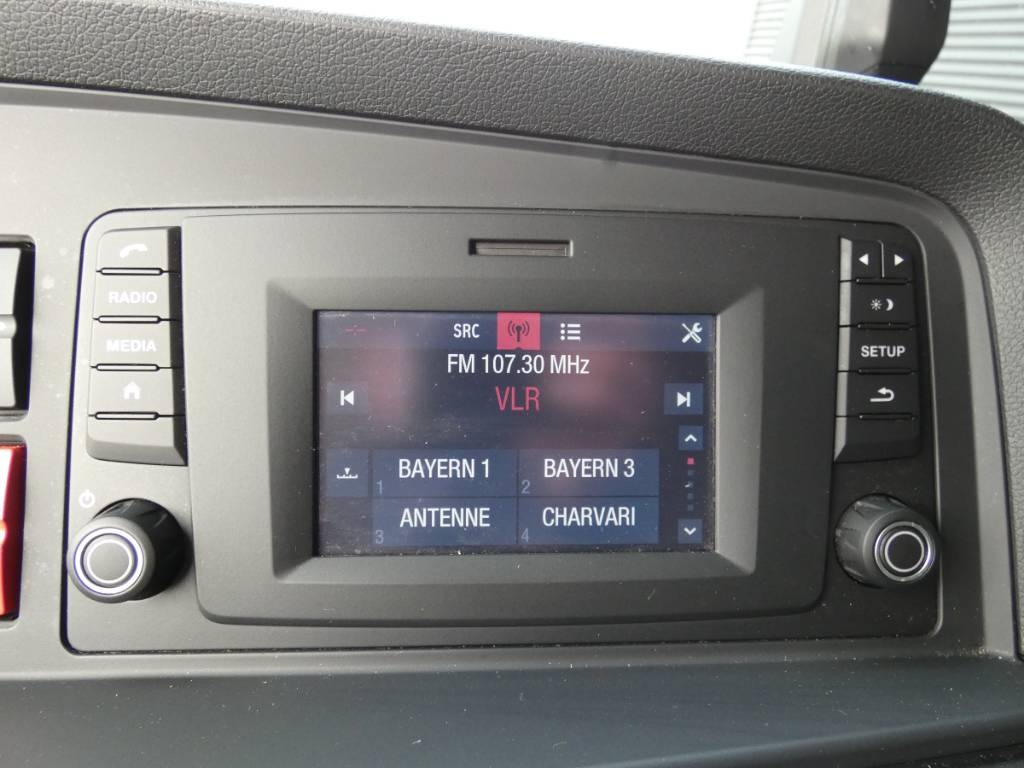 RADIO
MEDIA
SRC
FM 107.30 MHz
VLR
BAYERN 1
1
BAYERN 3
2
ANTENNE
3
CHARVARI
4
SETUP